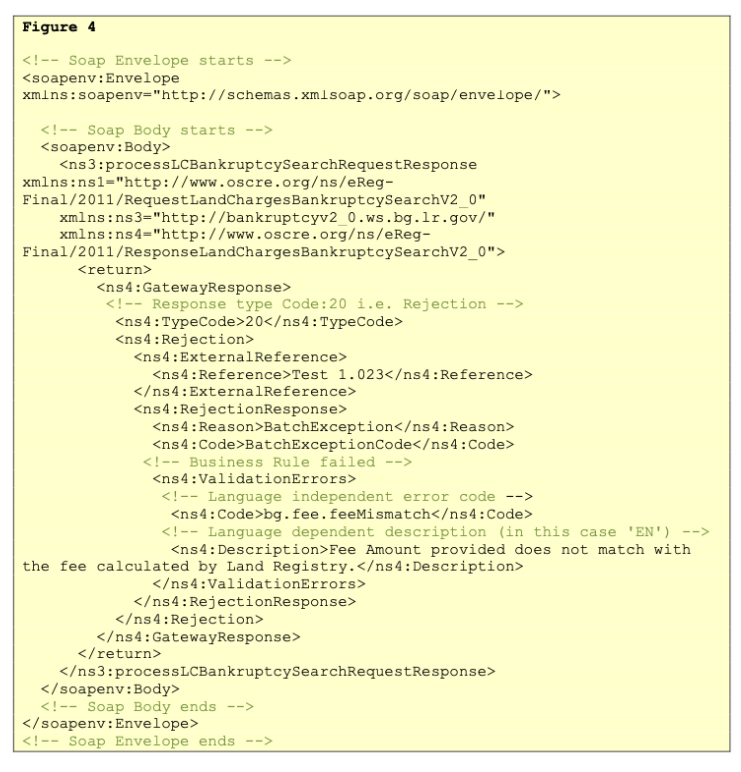 Figure 4
<!-- Soap Envelope starts -->
<soapenv:Envelope
xmlns:soapenv="http://schemas.xmlsoap.org/soap/envelope/">
<!-- Soap Body starts -->
<soapenv:Body>
<ns3:processLCBankruptcySearchRequestResponse
xmlns:ns1="http://www.oscre.org/ns/eReg-
Final/2011/RequestLandChargesBankruptcySearchV2_0"
xmlns:ns3="http://bankruptcyv2_0.ws.bg.lr.gov/"
xmlns:ns4="http://www.oscre.org/ns/eReg-
Final/2011/ResponseLandChargesBankruptcySearchV2_0">
<return>
<ns4:GatewayResponse>
<!-- Response type Code:20 i.e. Rejection -->
<ns4:TypeCode>20</ns4:TypeCode>
<ns4:Rejection>
<ns4:ExternalReference>
<ns4:Reference>Test 1.023</ns4:Reference>
</ns4:ExternalReference>
<ns4:RejectionResponse>
<ns4:Reason>BatchException</ns4:Reason>
<ns4:Code>BatchExceptionCode</ns4:Code>
<!-- Business Rule failed -->
<ns4:ValidationErrors>
<!-- Language independent error code -->
<ns4:Code>bg.fee.feeMismatch</ns4:Code>
<!-- Language dependent description (in this case 'EN') -->
<ns4:Description>Fee Amount provided does not match with
the fee calculated by Land Registry.</ns4:Description>
</ns4:ValidationErrors>
</ns4:RejectionResponse>
</ns4:Rejection>
</ns4:GatewayResponse>
</return>
</ns3:processLCBankruptcySearchRequestResponse>
</soapenv:Body>
<!-- Soap Body ends -->
</soapenv:Envelope>
<!-- Soap Envelope ends -->